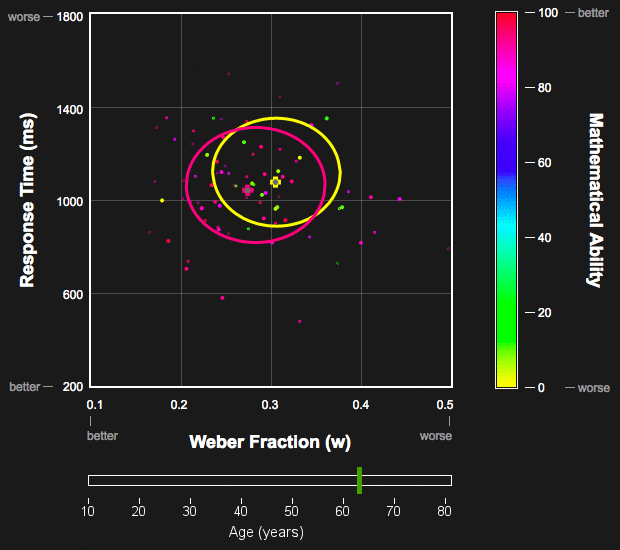 worse — 1800
1400
1000
600
better — 200
Response Time (ms)
0.1 0.2 0.3 0.4 0.5
better worse
Weber Fraction (w)
100 — better
80
60
40
20
0 — worse
Mathematical Ability
10 20 30 40 50 60 70 80
Age (years)